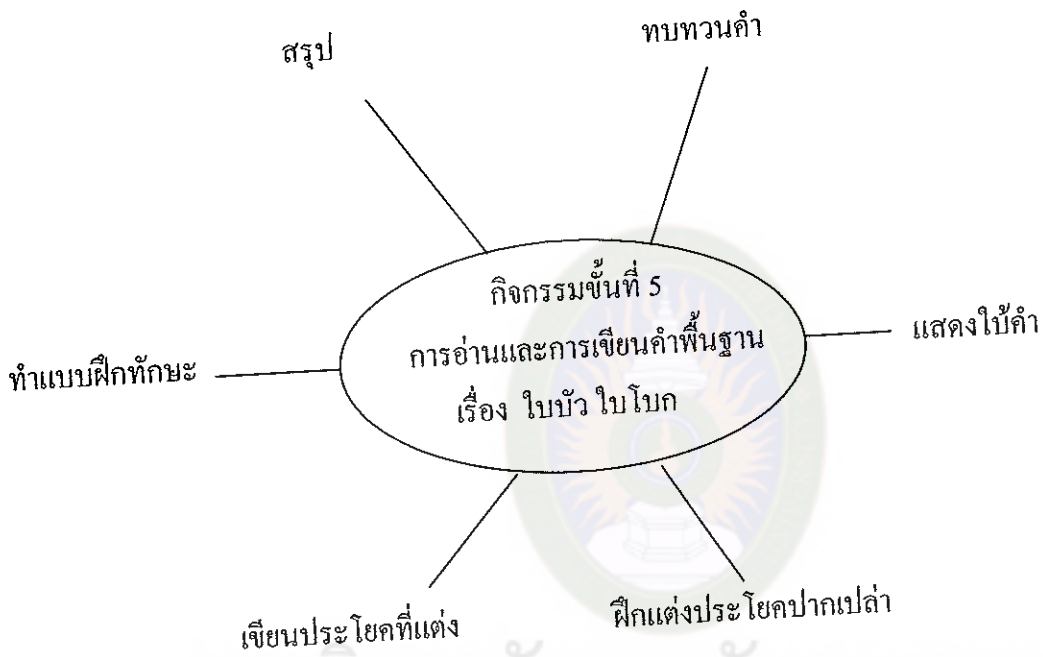 สรุป
ทบทวนคำ
กิจกรรมขั้นที่ 5
การอ่านและการเขียนคำพื้นฐาน
เรื่อง ใบบัว ใบโบก
แสดงใบ้คำ
ทำแบบฝึกทักษะ
เขียนประโยคที่แต่ง
ฝึกแต่งประโยคปากเปล่า